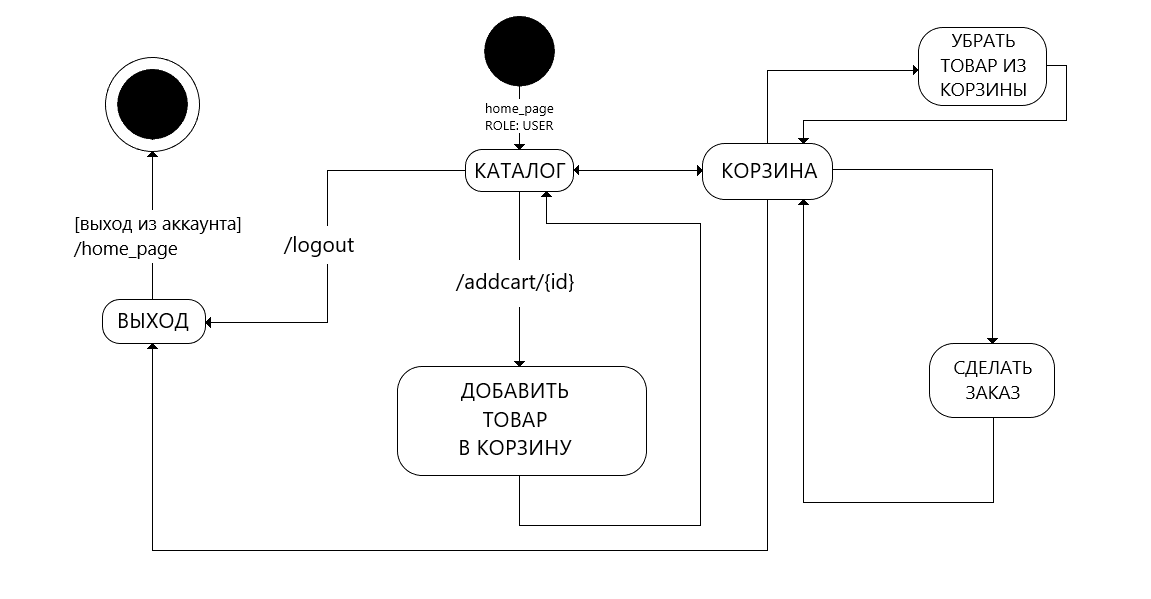 УБРАТЬ
ТОВАР ИЗ
КОРЗИНЫ
home_page
ROLE: USER
КАТАЛОГ
КОРЗИНА
[выход из аккаунта]
/home_page
/logout
/addcart/{id}
ВЫХОД
СДЕЛАТЬ
ЗАКАЗ
ДОБАВИТЬ
ТОВАР
В КОРЗИНУ